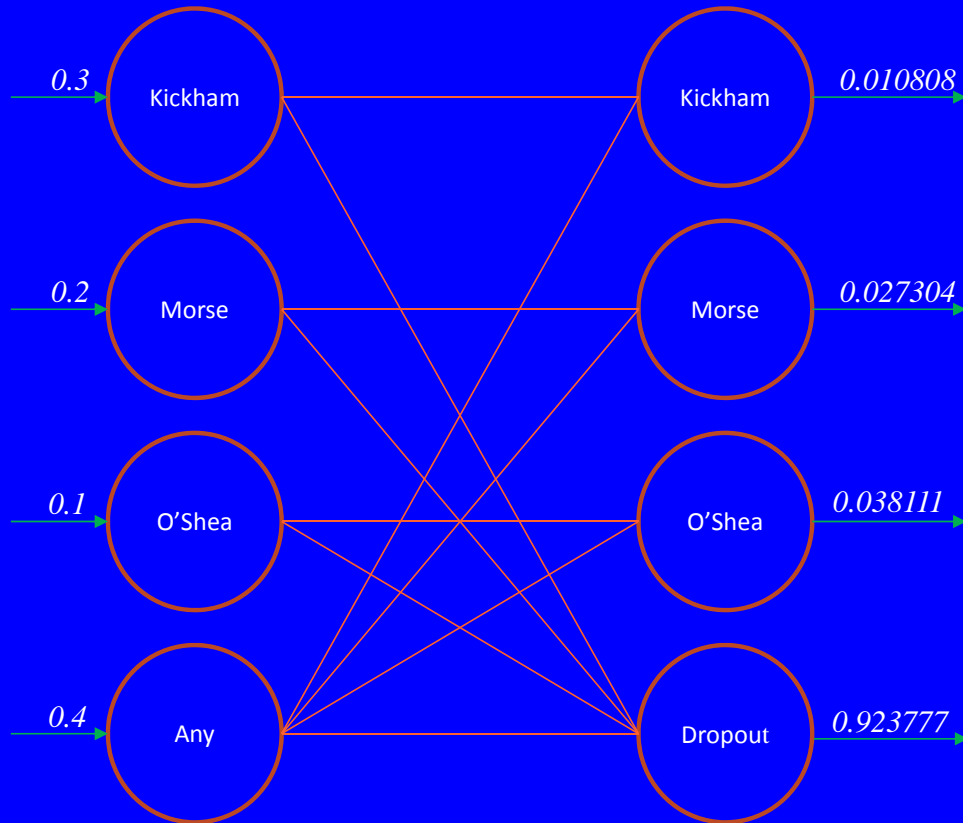 0.3
Kickham
Kickham
0.010808
0.2
Morse
Morse
0.027304
0.1
O’Shea
O’Shea
0.038111
0.4
Any
Dropout
0.923777